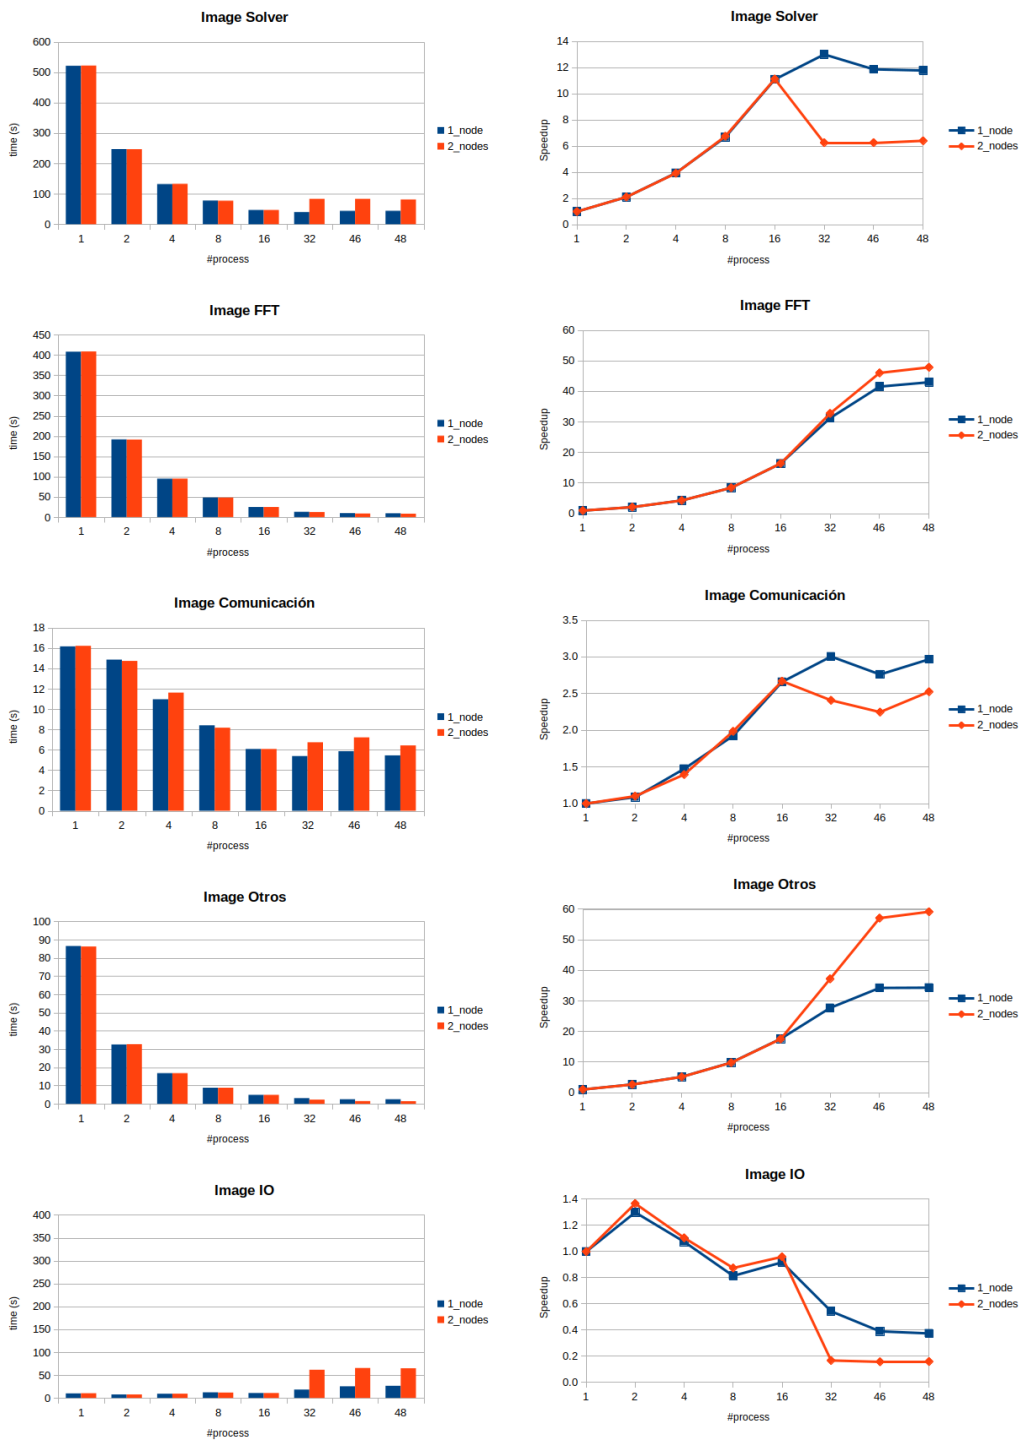 Image Solver
600
500
400
300
200
100
0
time (s)
1 2 4 8 16 32 46 48
#process
1_node
2_nodes
Image Solver
14
12
10
8
6
4
2
0
Speedup
1 2 4 8 16 32 46 48
#process
1_node
2_nodes
Image FFT
450
400
350
300
250
200
150
100
50
0
time (s)
1 2 4 8 16 32 46 48
#process
1_node
2_nodes
Image FFT
60
50
40
30
20
10
0
Speedup
1 2 4 8 16 32 46 48
#process
1_node
2_nodes
Image Comunicación
18
16
14
12
10
8
6
4
2
0
time (s)
1 2 4 8 16 32 46 48
#process
1_node
2_nodes
Image Comunicación
3.5
3.0
2.5
2.0
1.5
1.0
Speedup
1 2 4 8 16 32 46 48
#process
1_node
2_nodes
Image Otros
100
90
80
70
60
50
40
30
20
10
0
time (s)
1 2 4 8 16 32 46 48
#process
1_node
2_nodes
Image Otros
60
50
40
30
20
10
0
Speedup
1 2 4 8 16 32 46 48
#process
1_node
2_nodes
Image IO
400
350
300
250
200
150
100
50
0
time (s)
1 2 4 8 16 32 46 48
#process
1_node
2_nodes
Image IO
1.4
1.2
1.0
0.8
0.6
0.4
0.2
0.0
Speedup
1 2 4 8 16 32 46 48
#process
1_node
2_nodes